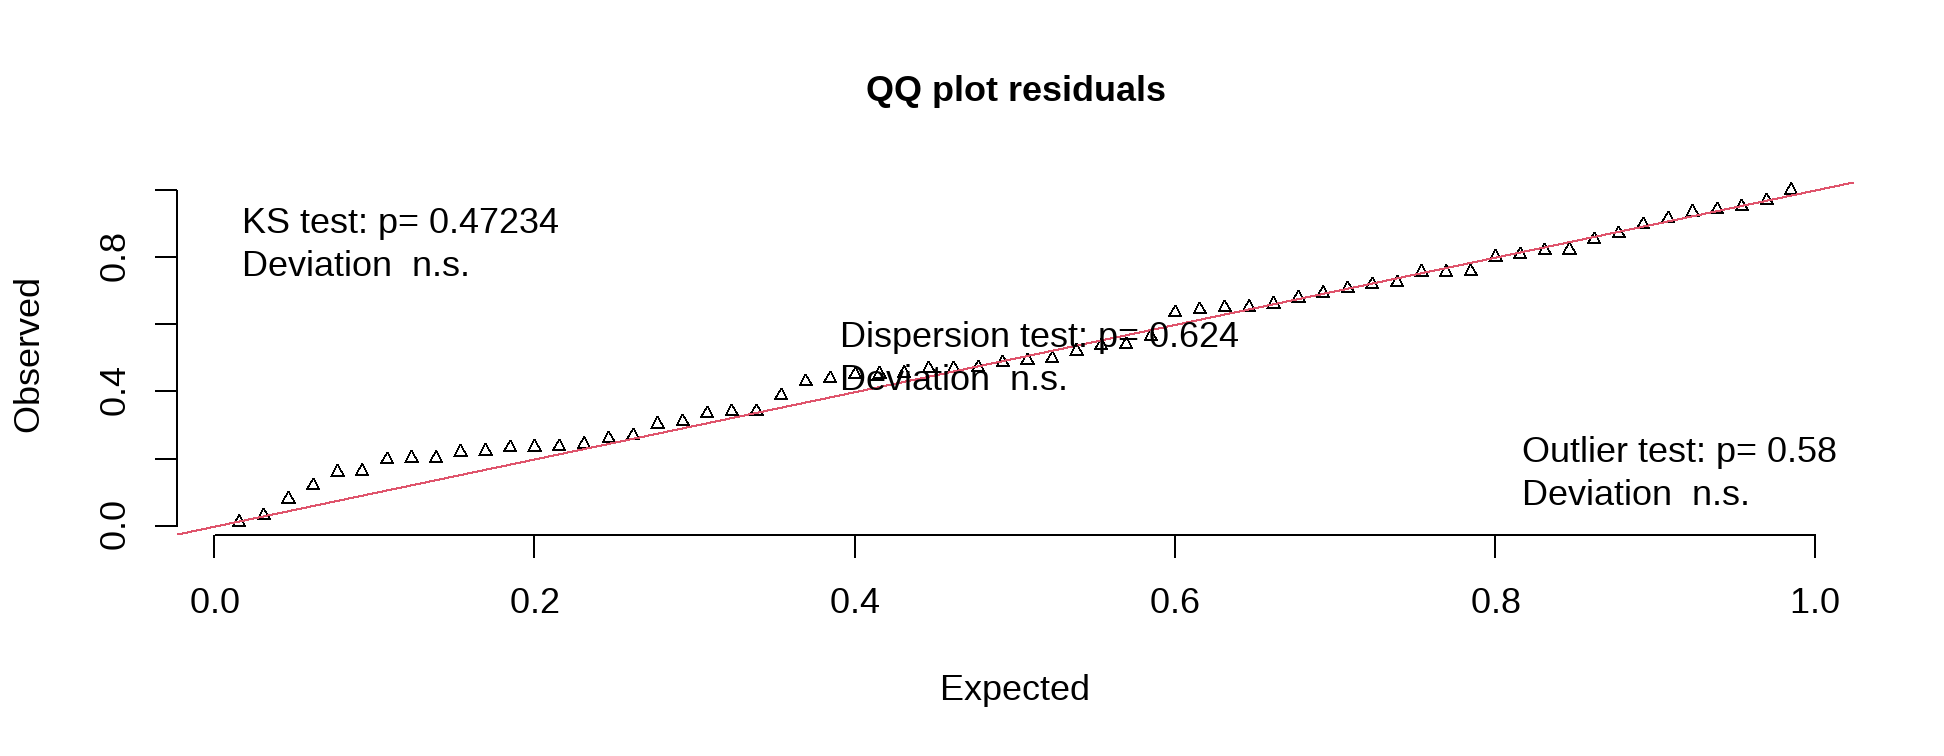 QQ plot residuals
KS test: p= 0.47234
Deviation  n.s.
Dispersion test: p= 0.624
Deviation  n.s.
Outlier test: p= 0.58
Deviation  n.s.
Observed
0.0 0.4 0.8
0.0 0.2 0.4 0.6 0.8 1.0
Expected